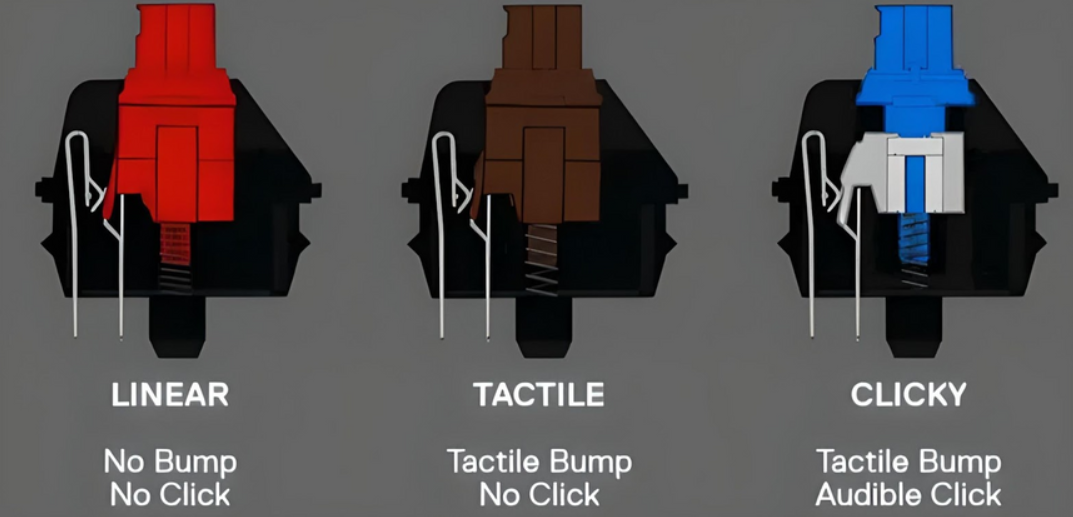 LINEAR
TACTILE
CLICKY
No Bump
No Click
Tactile Bump
No Click
Tactile Bump
Audible Click